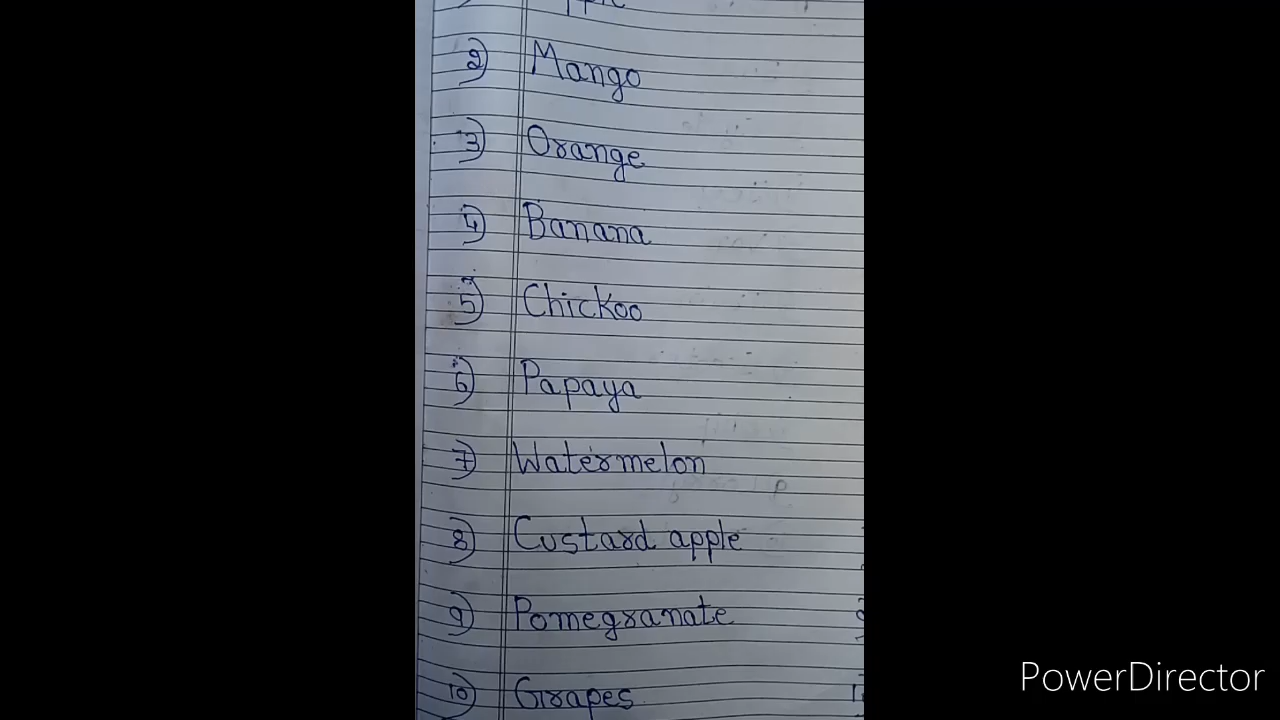 2) Mango
3) Orange
4) Banana
5) Chickoo
6) Papaya
7) Watermelon
8) Custard apple
9) Pomegranate
10) Grapes
PowerDirector